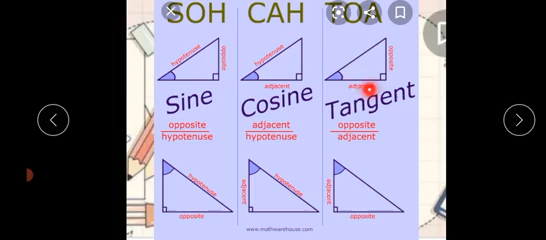 SOH CAH TOA
hypotenuse opposite hypotenuse opposite
adjacent adjacent
Sine Cosine Tangent
opposite adjacent opposite
hypotenuse hypotenuse adjacent
hypotenuse adjacent hypotenuse adjacent
opposite opposite
www.mathwarehouse.com